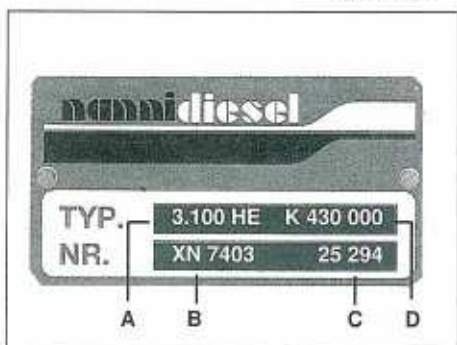 nannidiesel
TYP. 3.100 HE K 430 000
NR. XN 7403 25 294
A B C D